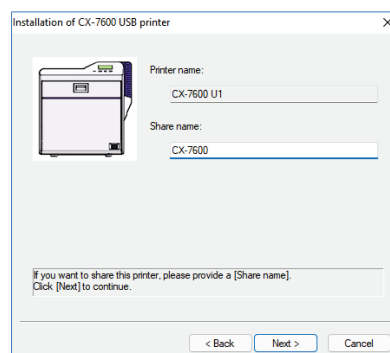 Installation of CX-7600 USB printer
Printer name:
CX-7600 U1
Share name:
CX-7600
If you want to share this printer, please provide a [Share name].
Click [Next] to continue.
< Back
Next >
Cancel